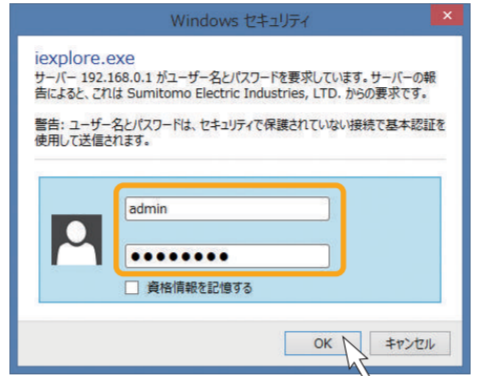 Windows セキュリティ
iexplore.exe
サーバー 192.168.0.1 がユーザー名とパスワードを要求しています。サーバーの報
告によると、これは Sumitomo Electric Industries, LTD. からの要求です。
警告: ユーザー名とパスワードは、セキュリティで保護されていない接続で基本認証を
使用して送信されます。
admin
●●●●●●●●
資格情報を記憶する
OK
キャンセル